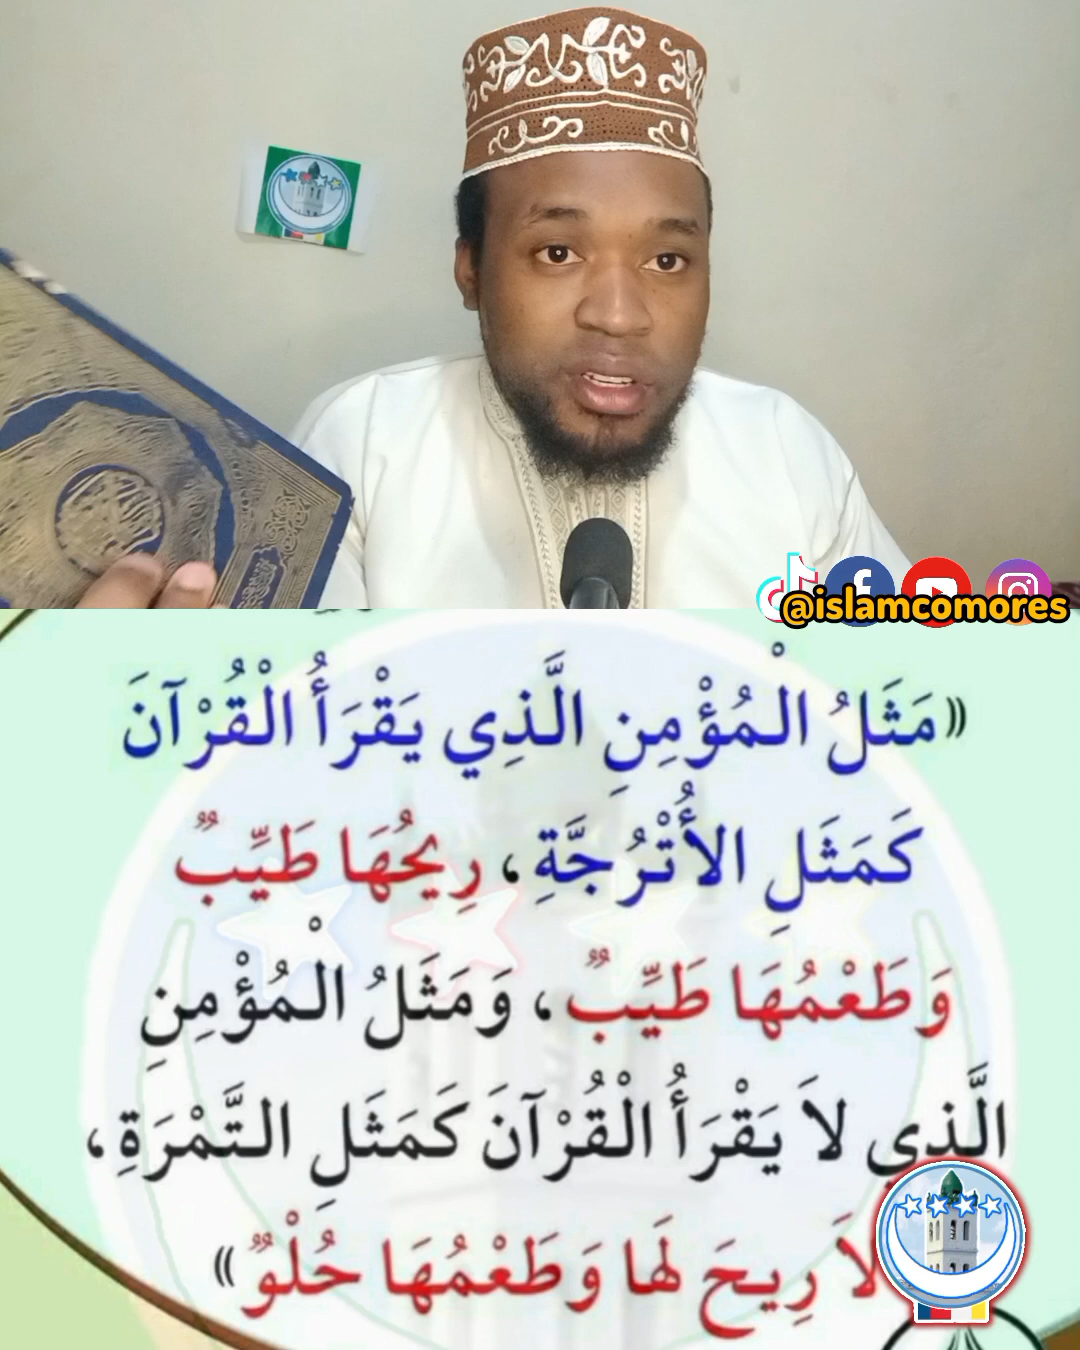 @islamcomores
«مَثَلُ الْمُؤْمِنِ الَّذِي يَقْرَأُ الْقُرْآنَ
كَمَثَلِ الأُتْرُجَّةِ، رِيحُهَا طَيِّبٌ
وَطَعْمُهَا طَيِّبٌ، وَمَثَلُ الْمُؤْمِنِ
الَّذِي لاَ يَقْرَأُ الْقُرْآنَ كَمَثَلِ التَّمْرَةِ،
لاَ رِيحَ لَهَا وَطَعْمُهَا حُلْوٌ»